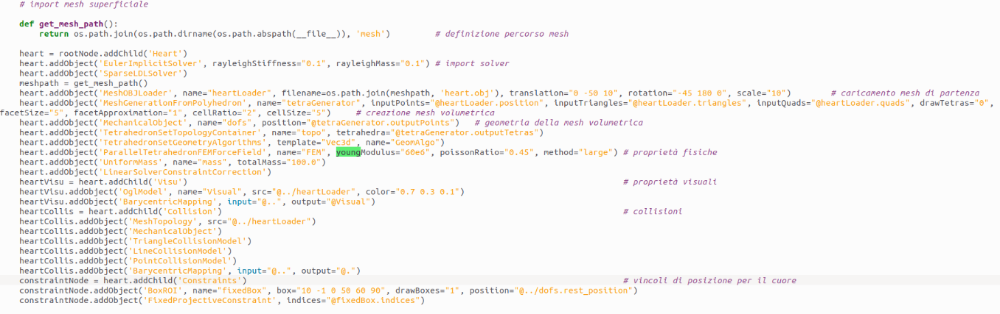 # import mesh superficiale
def get_mesh_path():
return os.path.join(os.path.dirname(os.path.abspath(__file__)), 'mesh') # definizione percorso mesh
heart = rootNode.addChild('Heart')
heart.addObject('EulerImplicitSolver', rayleighStiffness="0.1", rayleighMass="0.1") # import solver
heart.addObject('SparseLDLSolver')
meshpath = get_mesh_path()
heart.addObject('MeshOBJLoader', name="heartLoader", filename=os.path.join(meshpath, 'heart.obj'), translation="0 -50 10", rotation="-45 180 0", scale="10") # caricamento mesh di partenza
heart.addObject('MeshGenerationFromPolyhedron', name="tetraGenerator", inputPoints="@heartLoader.position", inputTriangles="@heartLoader.triangles", inputQuads="@heartLoader.quads", drawTetras="0",
facetSize="5", facetApproximation="1", cellRatio="2", cellSize="5") # creazione mesh volumetrica
heart.addObject('MechanicalObject', name="dofs", position="@tetraGenerator.outputPoints") # geometria della mesh volumetrica
heart.addObject('TetrahedronSetTopologyContainer', name="topo", tetrahedra="@tetraGenerator.outputTetras")
heart.addObject('TetrahedronSetGeometryAlgorithms', template="Vec3d", name="GeomAlgo")
heart.addObject('ParallelTetrahedronFEMForceField', name="FEM", youngModulus="60e6", poissonRatio="0.45", method="large") # proprietà fisiche
heart.addObject('UniformMass', name="mass", totalMass="100.0")
heart.addObject('LinearSolverConstraintCorrection')
heartVisu = heart.addChild('Visu') # proprietà visuali
heartVisu.addObject('OglModel', name="Visual", src="@../heartLoader", color="0.7 0.3 0.1")
heartVisu.addObject('BarycentricMapping', input="@..", output="@Visual")
heartCollis = heart.addChild('Collision') # collisioni
heartCollis.addObject('MeshTopology', src="@../heartLoader")
heartCollis.addObject('MechanicalObject')
heartCollis.addObject('TriangleCollisionModel')
heartCollis.addObject('LineCollisionModel')
heartCollis.addObject('PointCollisionModel')
heartCollis.addObject('BarycentricMapping', input="@..", output="@.")
constraintNode = heart.addChild('Constraints') # vincoli di posizione per il cuore
constraintNode.addObject('BoxROI', name="fixedBox", box="10 -1 0 50 60 90", drawBoxes="1", position="@../dofs.rest_position")
constraintNode.addObject('FixedProjectiveConstraint', indices="@fixedBox.indices")